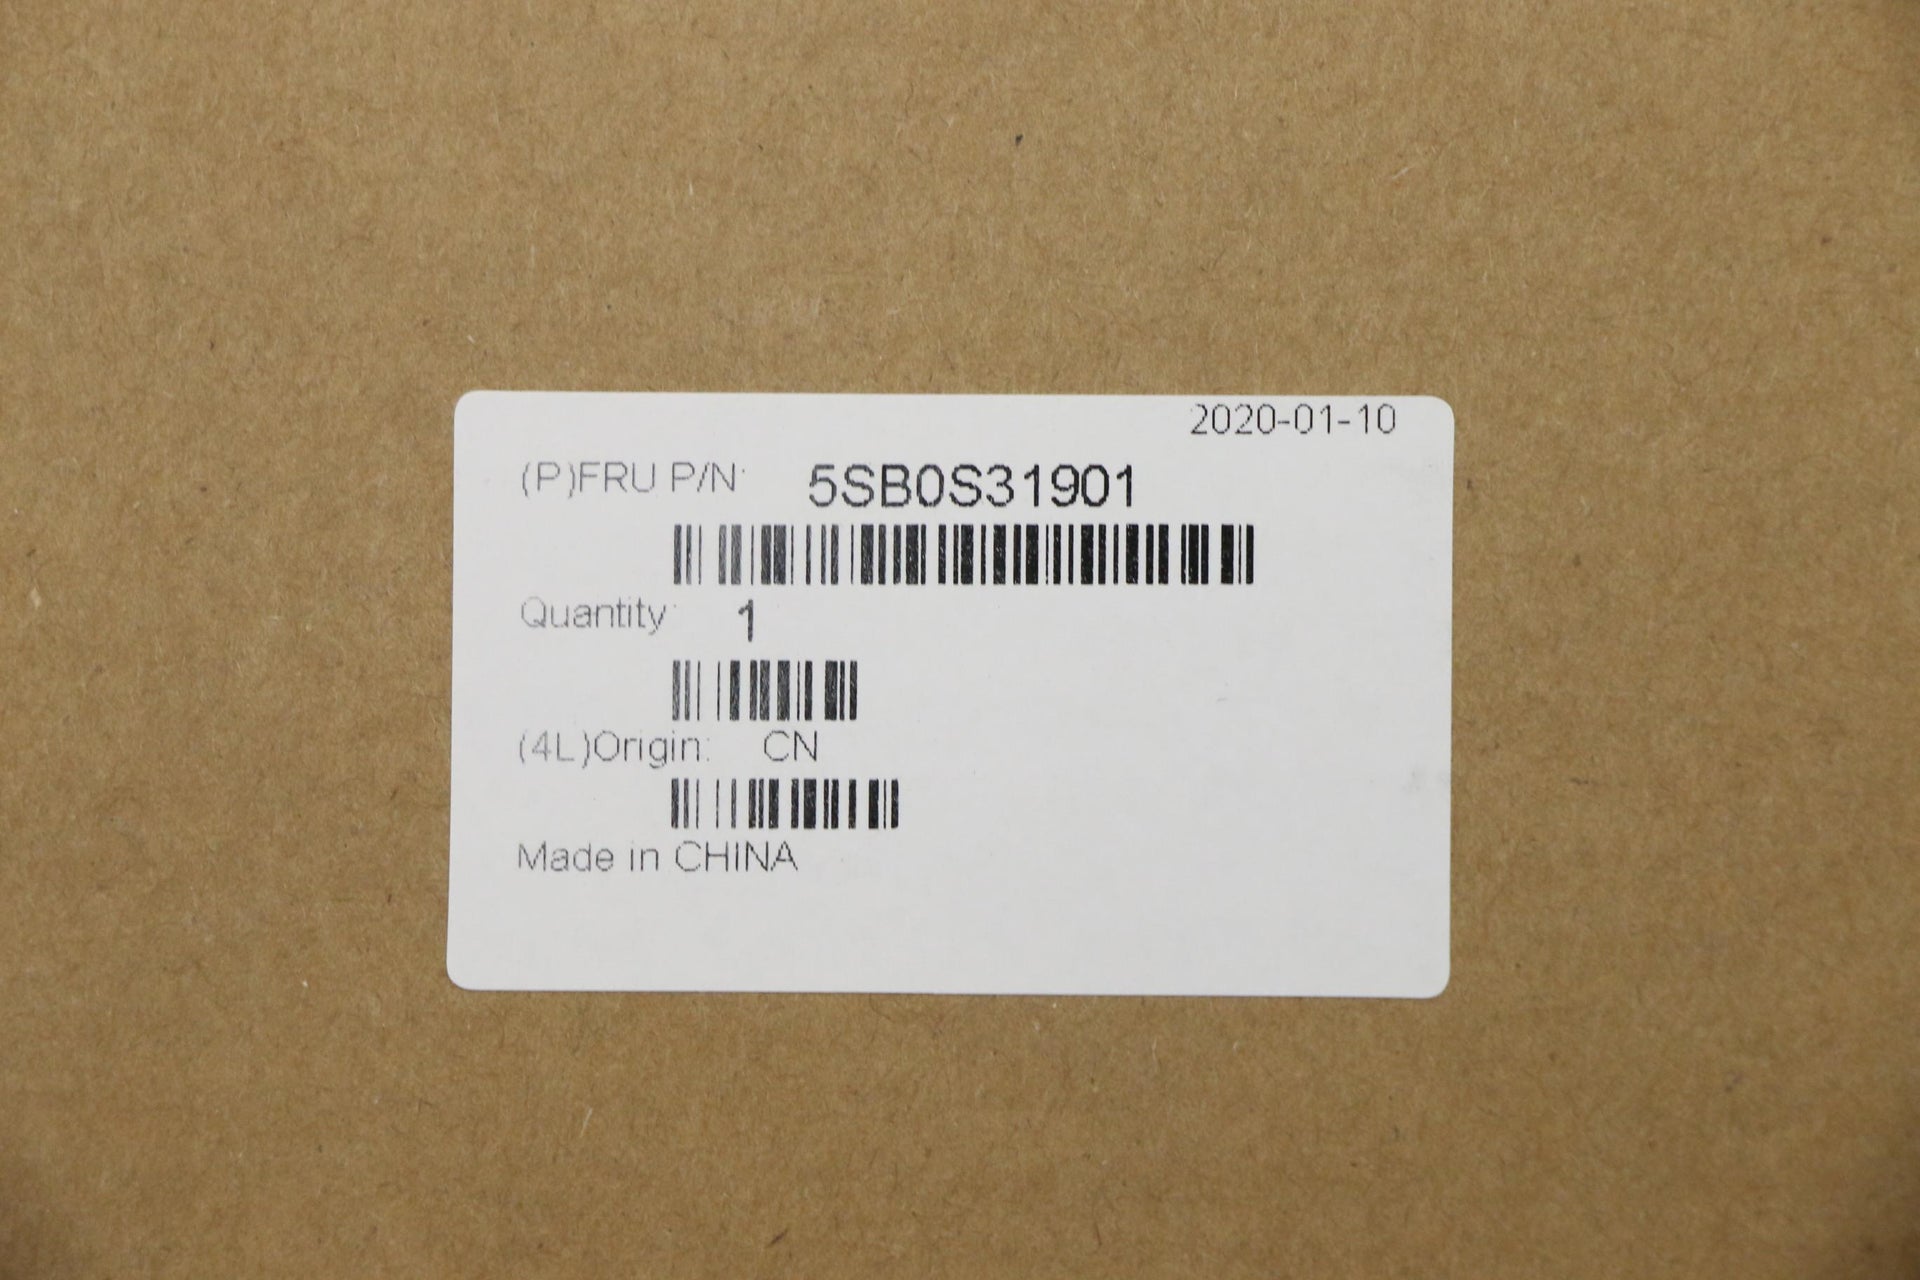 2020-01-10
(P)FRU P/N: 5SB0S31901
Quantity: 1
(4L)Origin: CN
Made in CHINA